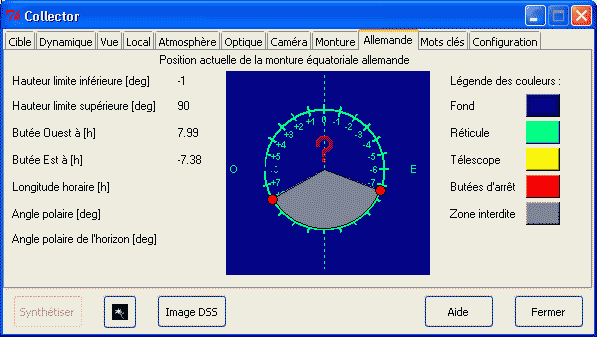 Collector
Cible Dynamique Vue Local Atmosphère Optique Caméra Monture Allemande Mots clés Configuration
Position actuelle de la monture équatoriale allemande
Hauteur limite inférieure [deg] -1
Hauteur limite supérieure [deg] 90
Butée Ouest à [h] 7.99
Butée Est à [h] -7.38
Longitude horaire [h]
Angle polaire [deg]
Angle polaire de l'horizon [deg]
+7 +5 +4 +3 +2 +1 0 -1 -2 -3 -4 -5 -6 -7
?
O E
Légende des couleurs :
Fond
Réticule
Télescope
Butées d'arrêt
Zone interdite
Synthétiser Image DSS Aide Fermer